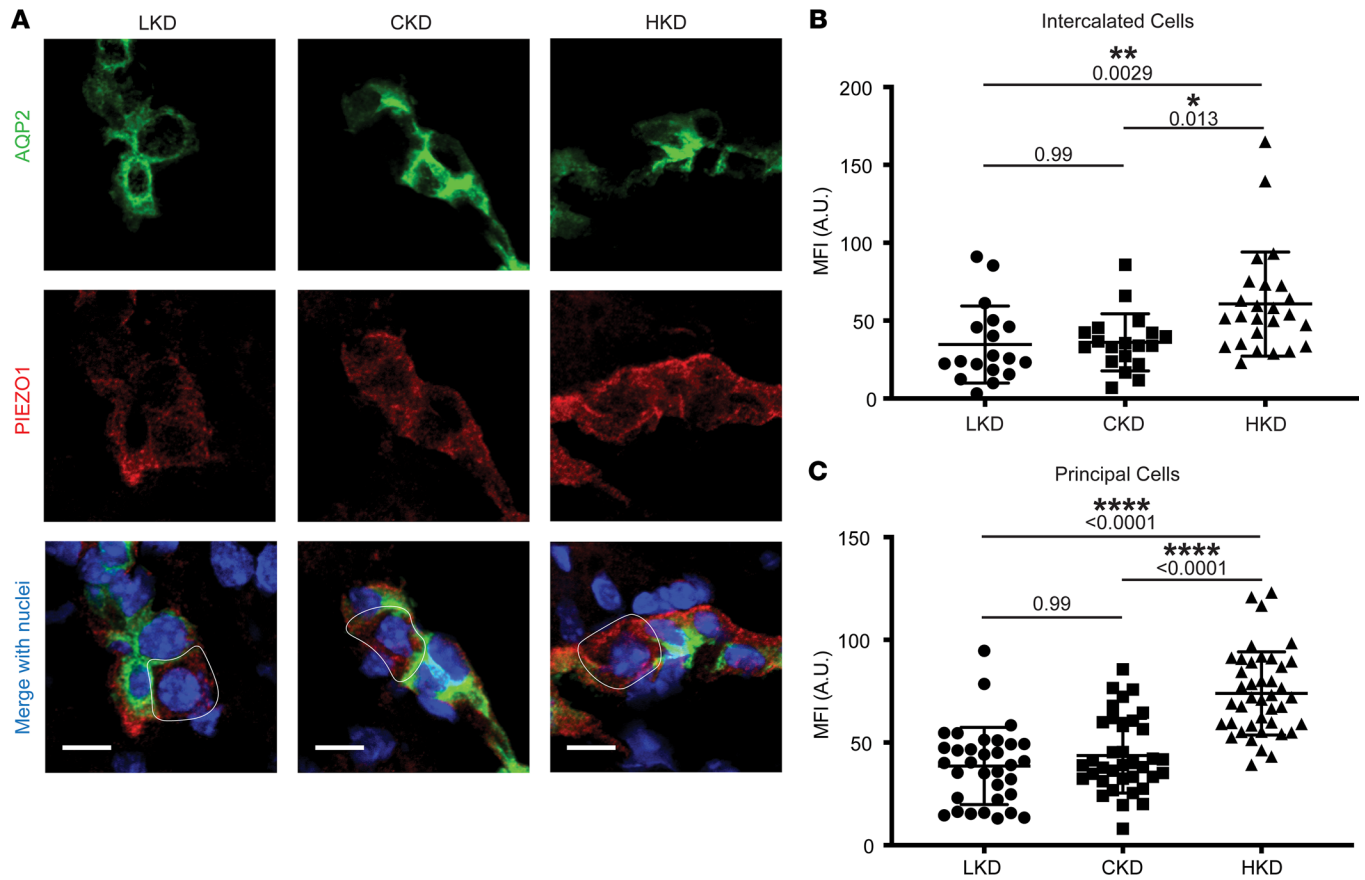 A
LKD
CKD
HKD
AQP2
PIEZO1
Merge with nuclei
B
Intercalated Cells
**
0.0029
*
0.013
0.99
200
150
100
50
0
MFI (A.U.)
LKD
CKD
HKD
C
Principal Cells
****
<0.0001
****
<0.0001
0.99
150
100
50
0
MFI (A.U.)
LKD
CKD
HKD